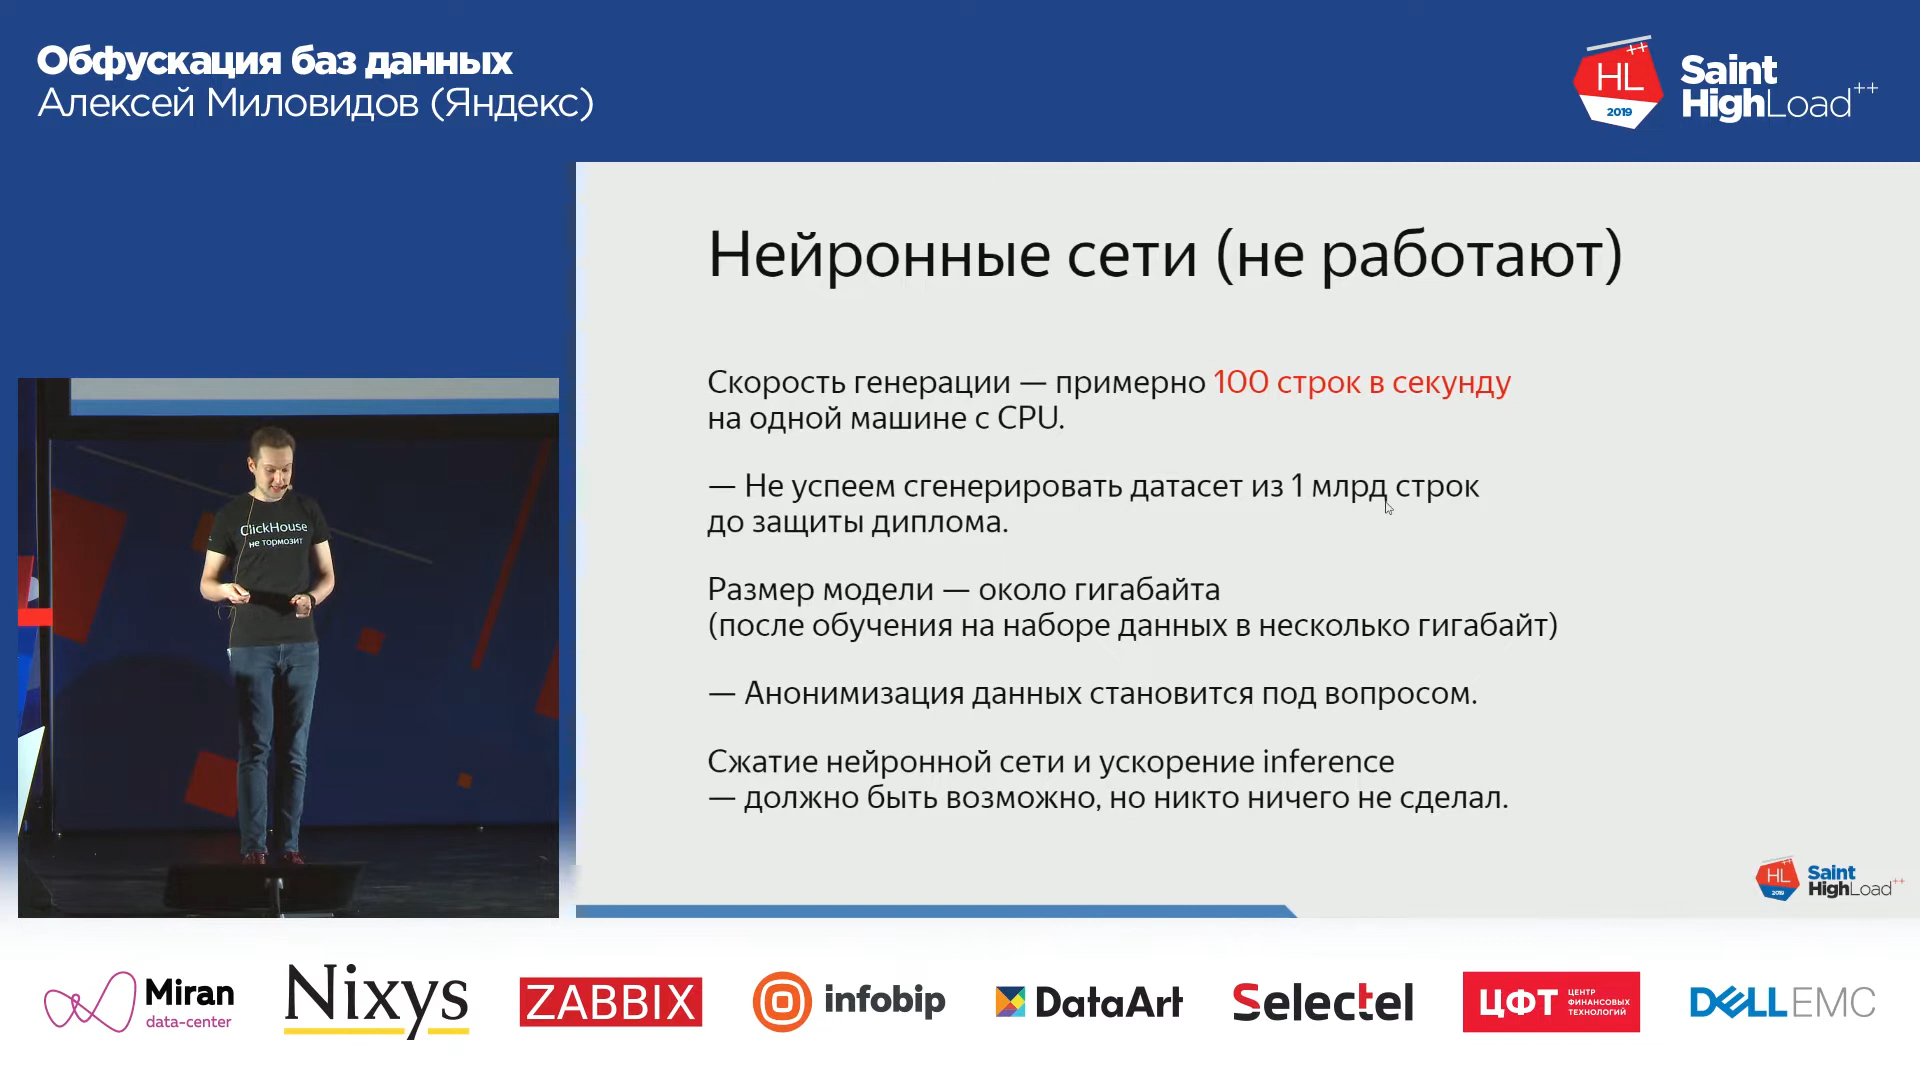 Обфускация баз данных
Алексей Миловидов (Яндекс)
HL ++
2019
Saint
HighLoad++
Нейронные сети (не работают)
Скорость генерации — примерно 100 строк в секунду
на одной машине с CPU.
— Не успеем сгенерировать датасет из 1 млрд строк
до защиты диплома.
Размер модели — около гигабайта
(после обучения на наборе данных в несколько гигабайт)
— Анонимизация данных становится под вопросом.
Сжатие нейронной сети и ускорение inference
— должно быть возможно, но никто ничего не сделал.
ClickHouse
не тормозит
HL
2019
Saint
HighLoad++
Miran
data-center
Nixys
ZABBIX
infobip
DataArt
Selectel
ЦФТ
ЦЕНТР
ФИНАНСОВЫХ
ТЕХНОЛОГИЙ
DELLEMC